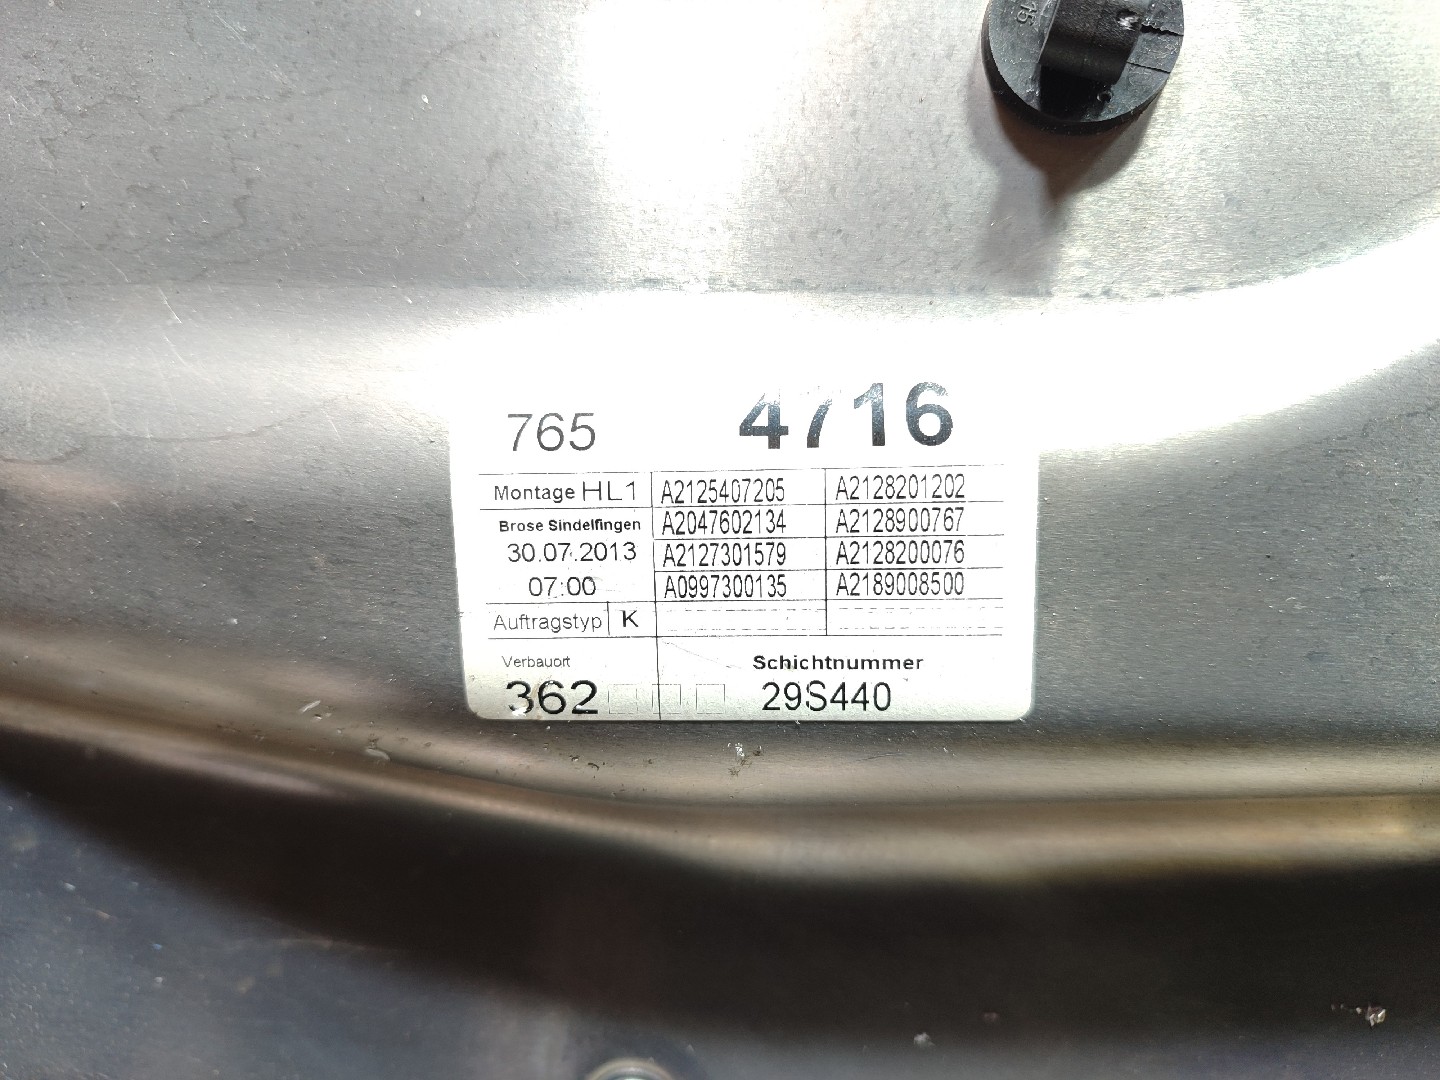 15
765 4716
Montage HL1 A2125407205 A2128201202
Brose Sindelfingen A2047602134 A2128900767
30.07.2013 A2127301579 A2128200076
07:00 A0997300135 A2189008500
Auftragstyp K
Verbauort Schichtnummer
362 29S440